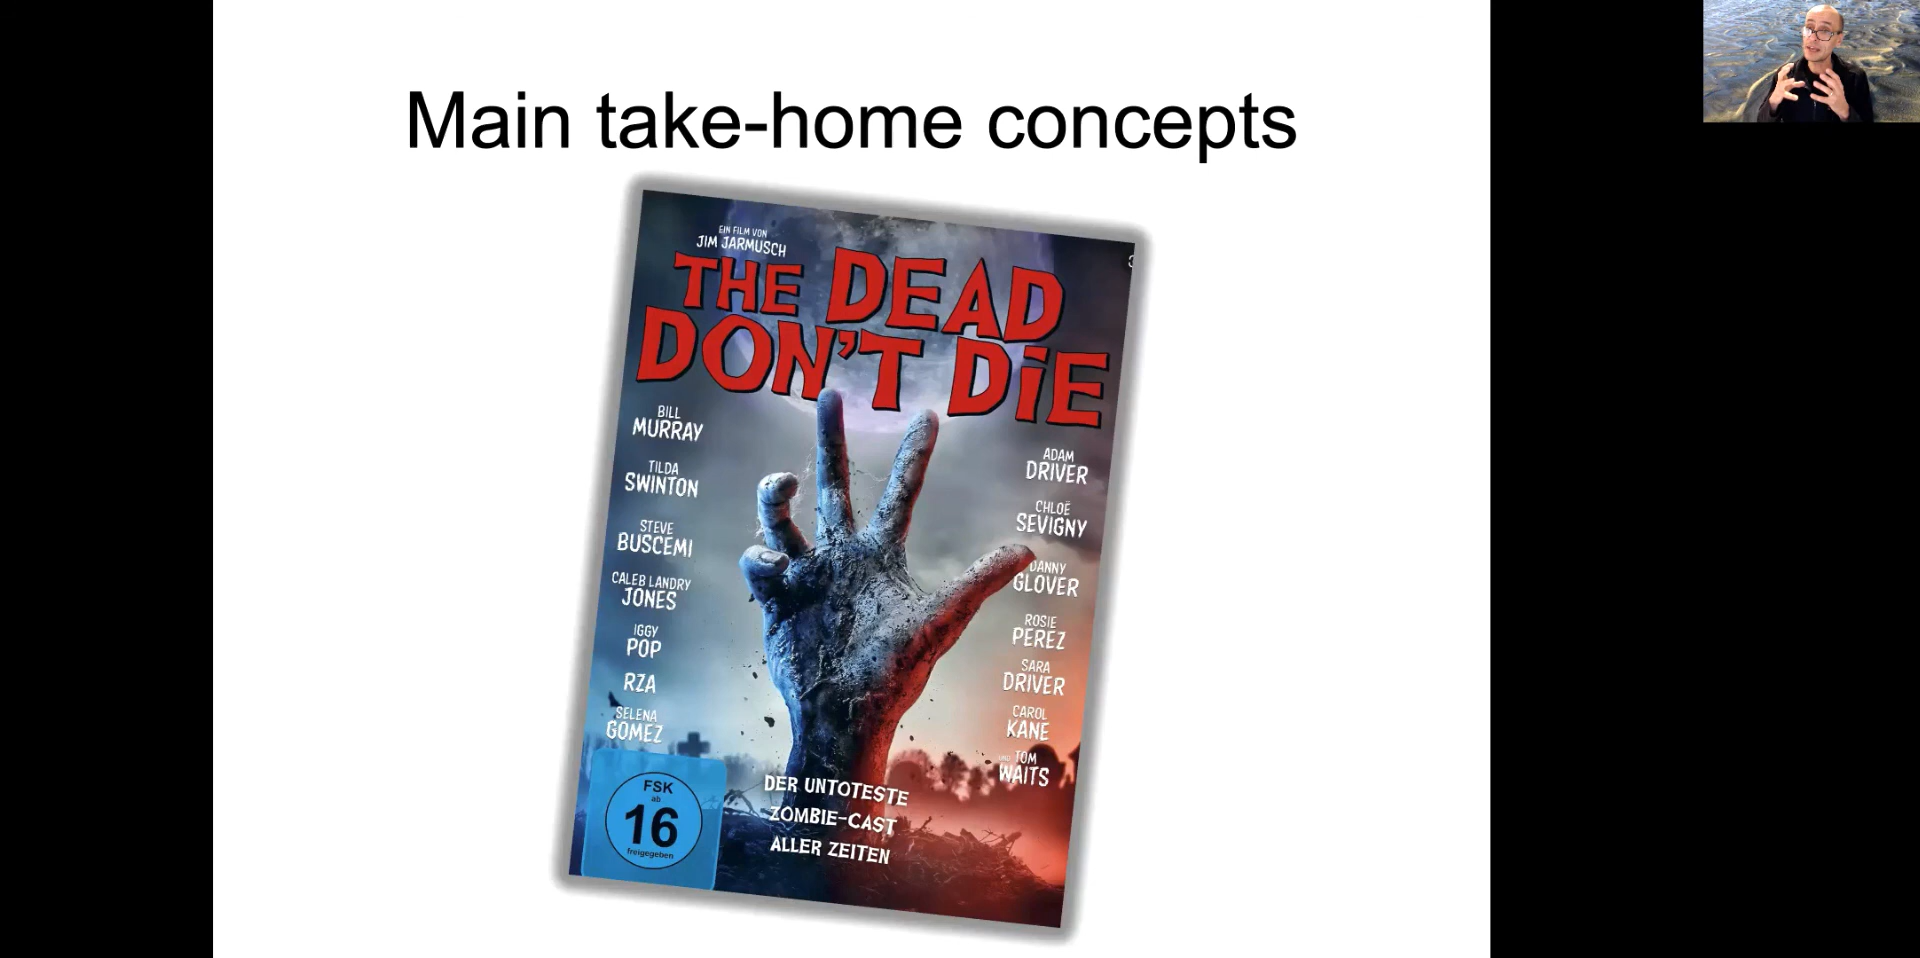 Main take-home concepts
EIN FILM VON
JIM JARMUSCH
THE DEAD
DON'T DiE
BILL
MURRAY
TILDA
SWINTON
STEVE
BUSCEMI
CALEB LANDRY
JONES
IGGY
POP
RZA
SELENA
GOMEZ
ADAM
DRIVER
CHLOË
SEVIGNY
DANNY
GLOVER
ROSIE
PEREZ
SARA
DRIVER
CAROL
KANE
UND TOM
WAITS
FSK
ab
16
freigegeben
DER UNTOTESTE
ZOMBIE-CAST
ALLER ZEITEN